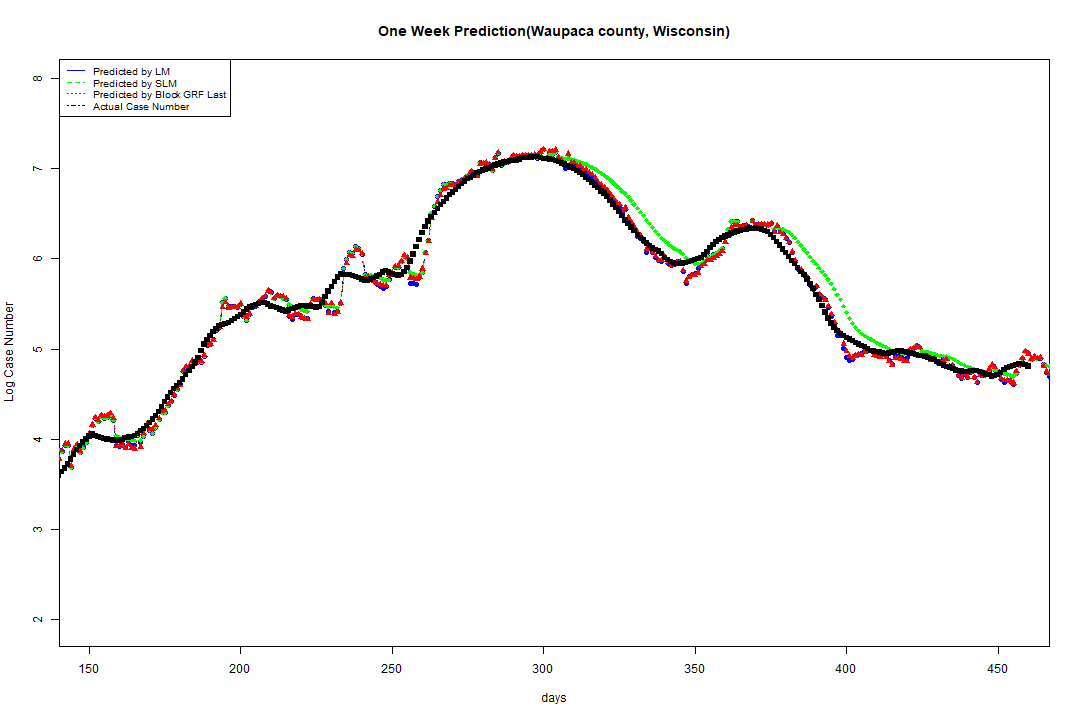 One Week Prediction(Waupaca county, Wisconsin)
Predicted by LM
Predicted by SLM
Predicted by Block GRF Last
Actual Case Number
8
7
6
5
4
3
2
Log Case Number
150 200 250 300 350 400 450
days